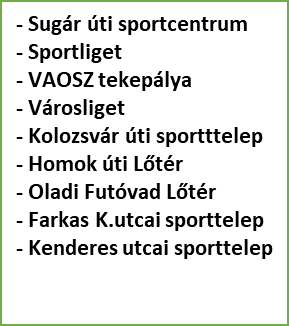 - Sugár úti sportcentrum
- Sportliget
- VAOSZ tekepálya
- Városliget
- Kolozsvár úti sportttelep
- Homok úti Lőtér
- Oladi Futóvad Lőtér
- Farkas K.utcai sporttelep
- Kenderes utcai sporttelep